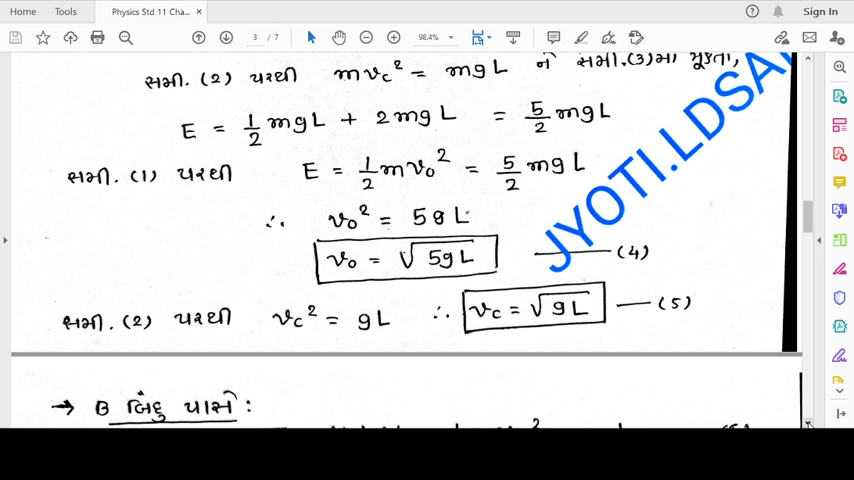 Home Tools Physics Std 11 Cha... × Sign In
3 / 7 98.4%
સમી. (2) પરથી mvc² = mgL ને સમી.(3)માં મૂકતા,
E = 1/2 mgL + 2mgL = 5/2 mgL
સમી. (1) પરથી E = 1/2 mv₀² = 5/2 mgL
∴ v₀² = 5gL
v₀ = √5gL —— (4)
સમી. (2) પરથી vc² = gL ∴ vc = √gL —— (5)
JYOTI.LDSA
→ B બિંદુ પાસે :